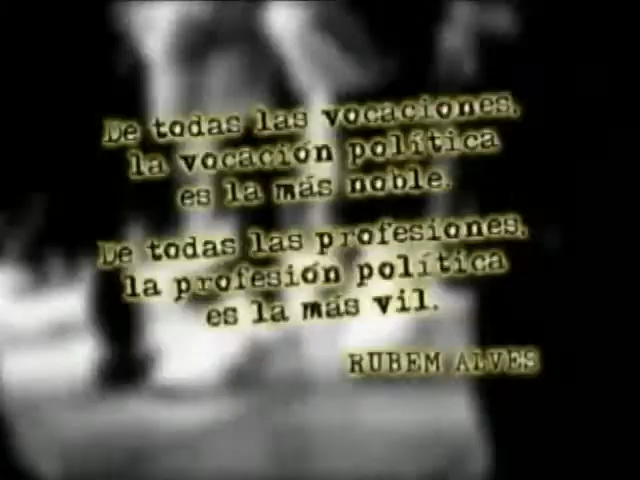 De todas las vocaciones,
la vocación política
es la más noble.
De todas las profesiones,
la profesión política
es la más vil.
RUBEM ALVES